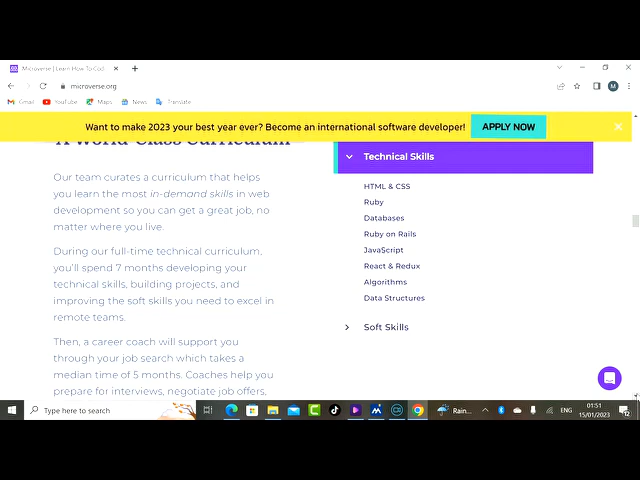 Microverse | Learn How To Cod
microverse.org
Gmail
YouTube
Maps
News
Translate
M
Want to make 2023 your best year ever? Become an international software developer!
APPLY NOW
A World-Class Curriculum
Our team curates a curriculum that helps
you learn the most in-demand skills in web
development so you can get a great job, no
matter where you live.
During our full-time technical curriculum,
you'll spend 7 months developing your
technical skills, building projects, and
improving the soft skills you need to excel in
remote teams.
Then, a career coach will support you
through your job search which takes a
median time of 5 months. Coaches help you
prepare for interviews, negotiate job offers,
Technical Skills
HTML & CSS
Ruby
Databases
Ruby on Rails
JavaScript
React & Redux
Algorithms
Data Structures
Soft Skills
Type here to search
Rain...
ENG
01:51
15/01/2023
12